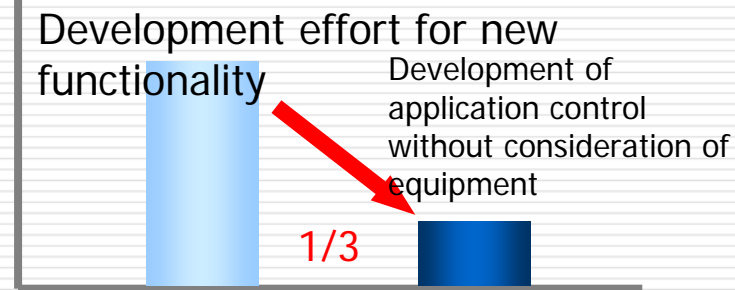 Development effort for new
functionality
Development of
application control
without consideration of
equipment
1/3